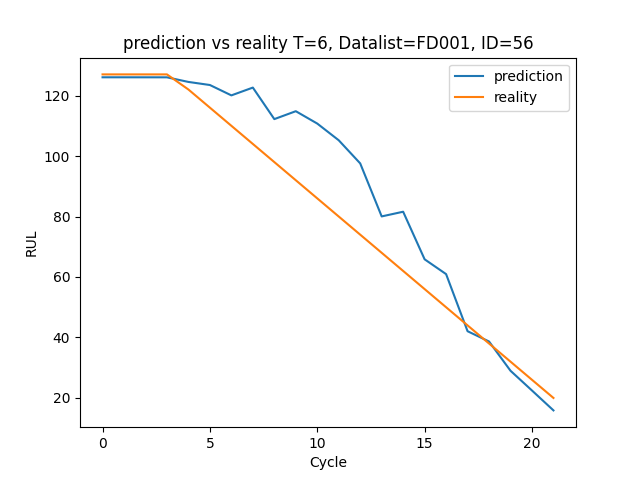 prediction vs reality T=6, Datalist=FD001, ID=56
prediction
reality
120
100
80
60
40
20
RUL
0 5 10 15 20
Cycle